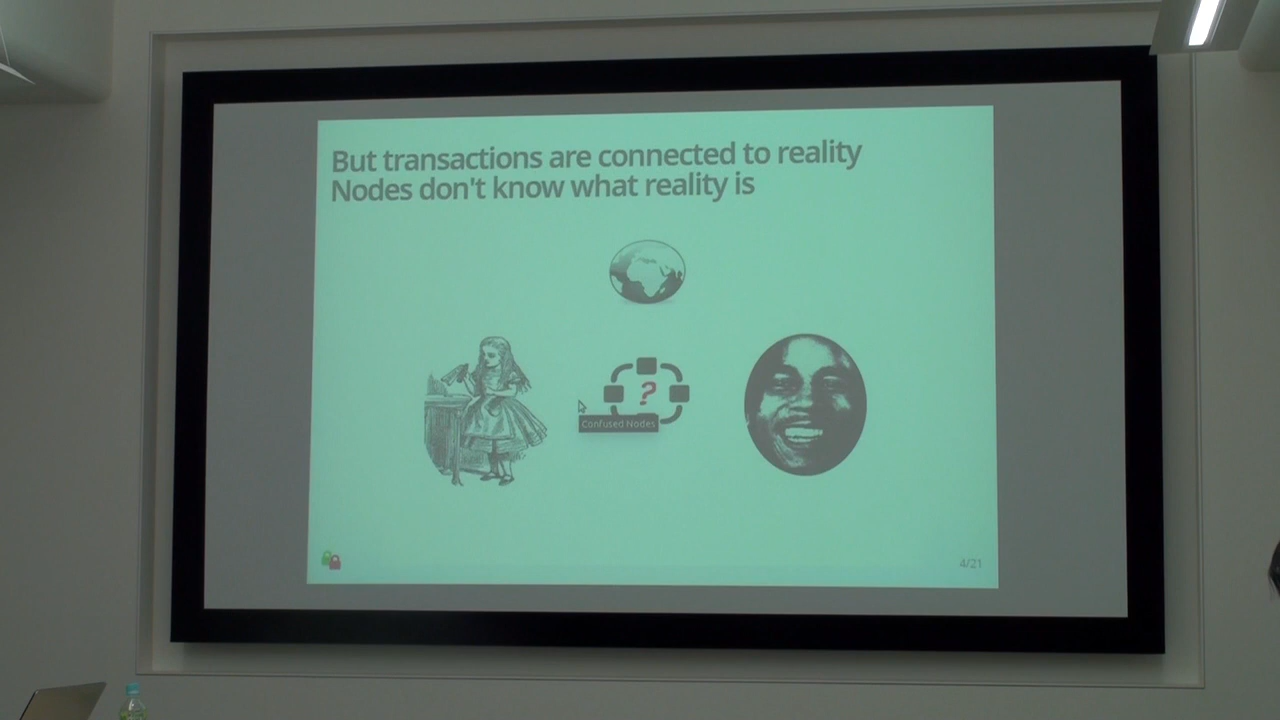 But transactions are connected to reality
Nodes don't know what reality is
?
Confused Nodes
4/21